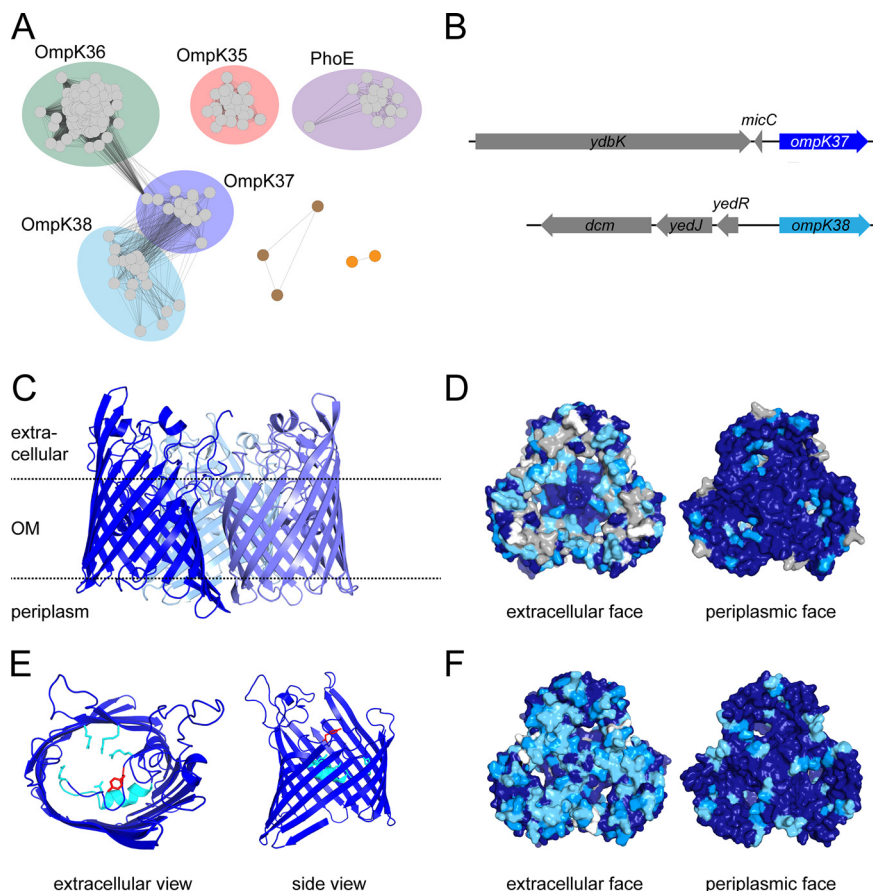 A
OmpK36
OmpK35
PhoE
OmpK37
OmpK38
B
micC
ydbK
ompK37
yedR
dcm
yedJ
ompK38
C
extra-
cellular
OM
periplasm
D
extracellular face
periplasmic face
E
extracellular view
side view
F
extracellular face
periplasmic face